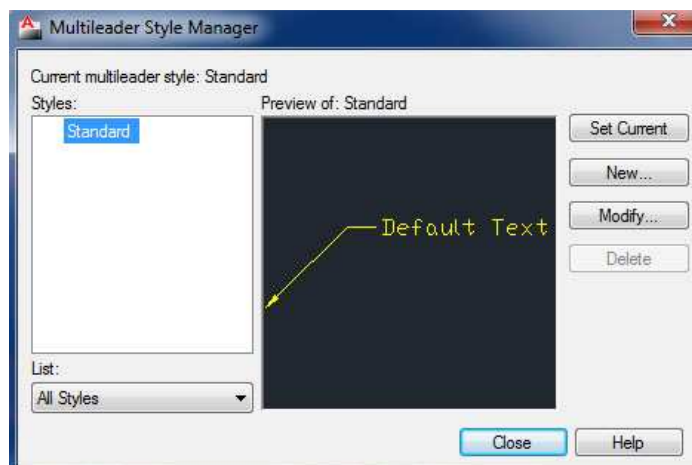 Multileader Style Manager
Current multileader style: Standard
Styles:
Preview of: Standard
Standard
Default Text
Set Current
New...
Modify...
Delete
List:
All Styles
Close
Help